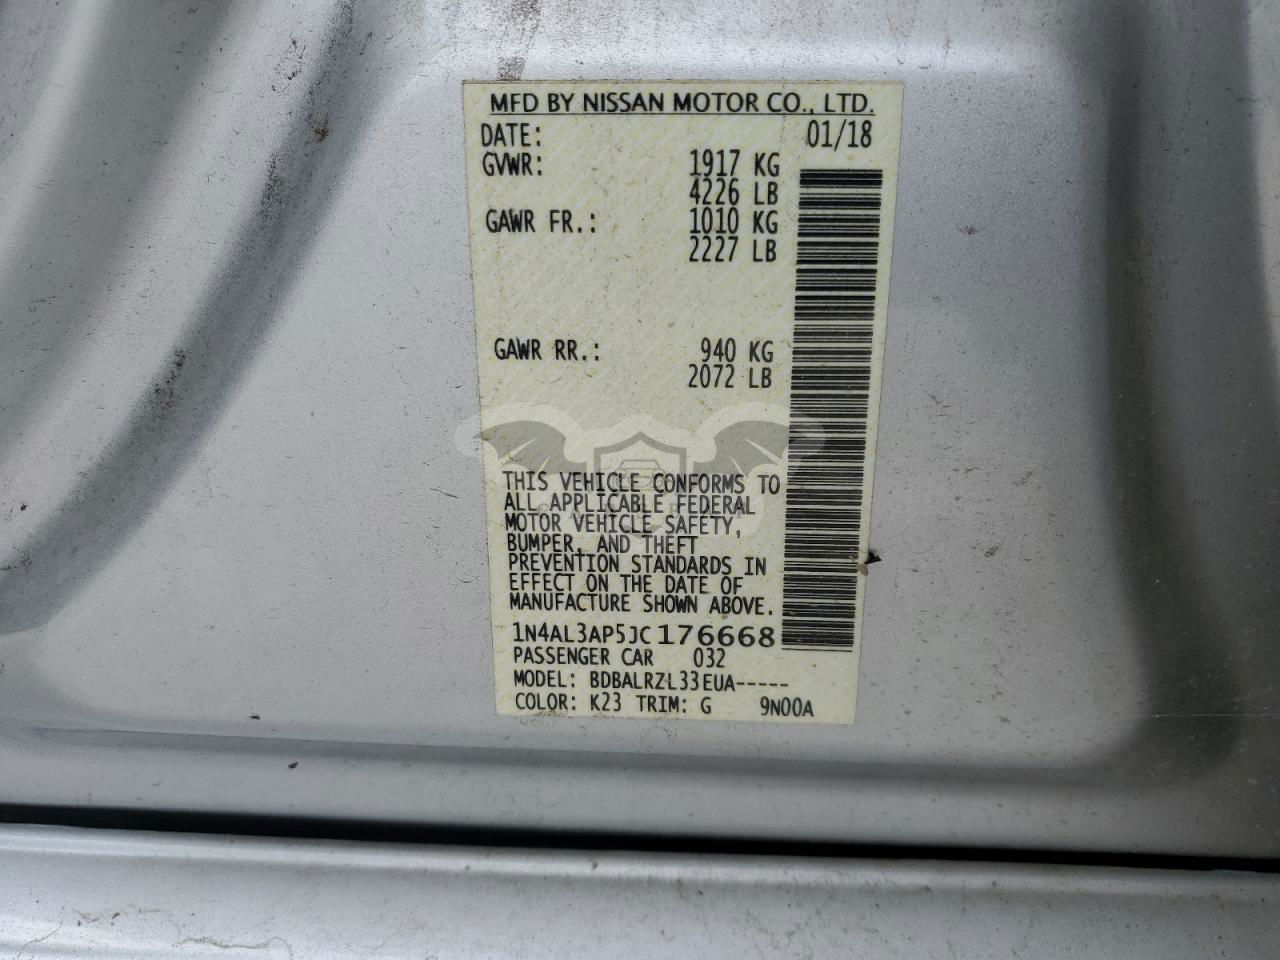 MFD BY NISSAN MOTOR CO., LTD.
DATE: 01/18
GVWR: 1917 KG
4226 LB
GAWR FR.: 1010 KG
2227 LB
GAWR RR.: 940 KG
2072 LB
THIS VEHICLE CONFORMS TO
ALL APPLICABLE FEDERAL
MOTOR VEHICLE SAFETY,
BUMPER, AND THEFT
PREVENTION STANDARDS IN
EFFECT ON THE DATE OF
MANUFACTURE SHOWN ABOVE.
1N4AL3AP5JC176668
PASSENGER CAR 032
MODEL: BDBALRZL33EUA-----
COLOR: K23 TRIM: G 9N00A